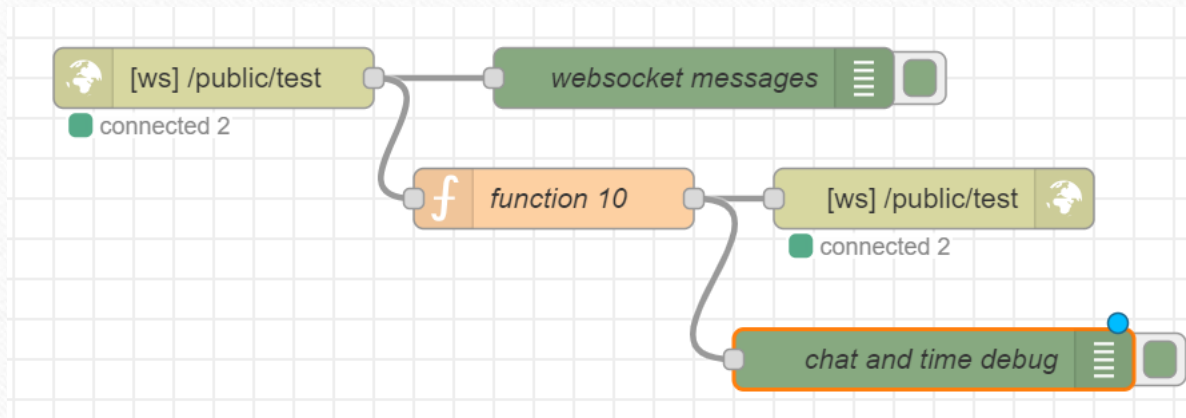 [ws] /public/test
websocket messages
connected 2
function 10
[ws] /public/test
connected 2
chat and time debug